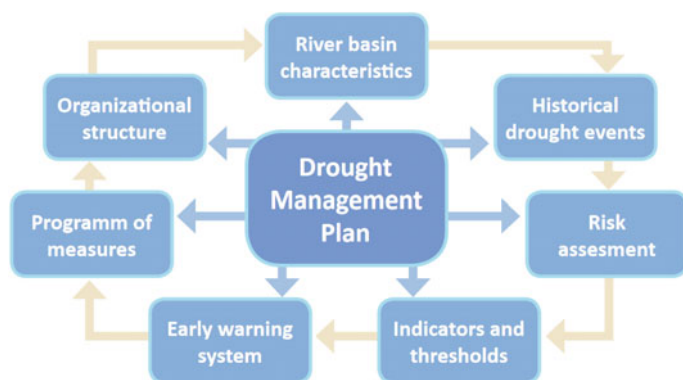 River basin
characteristics
Organizational
structure
Historical
drought events
Drought
Management
Plan
Programm of
measures
Risk
assesment
Early warning
system
Indicators and
thresholds